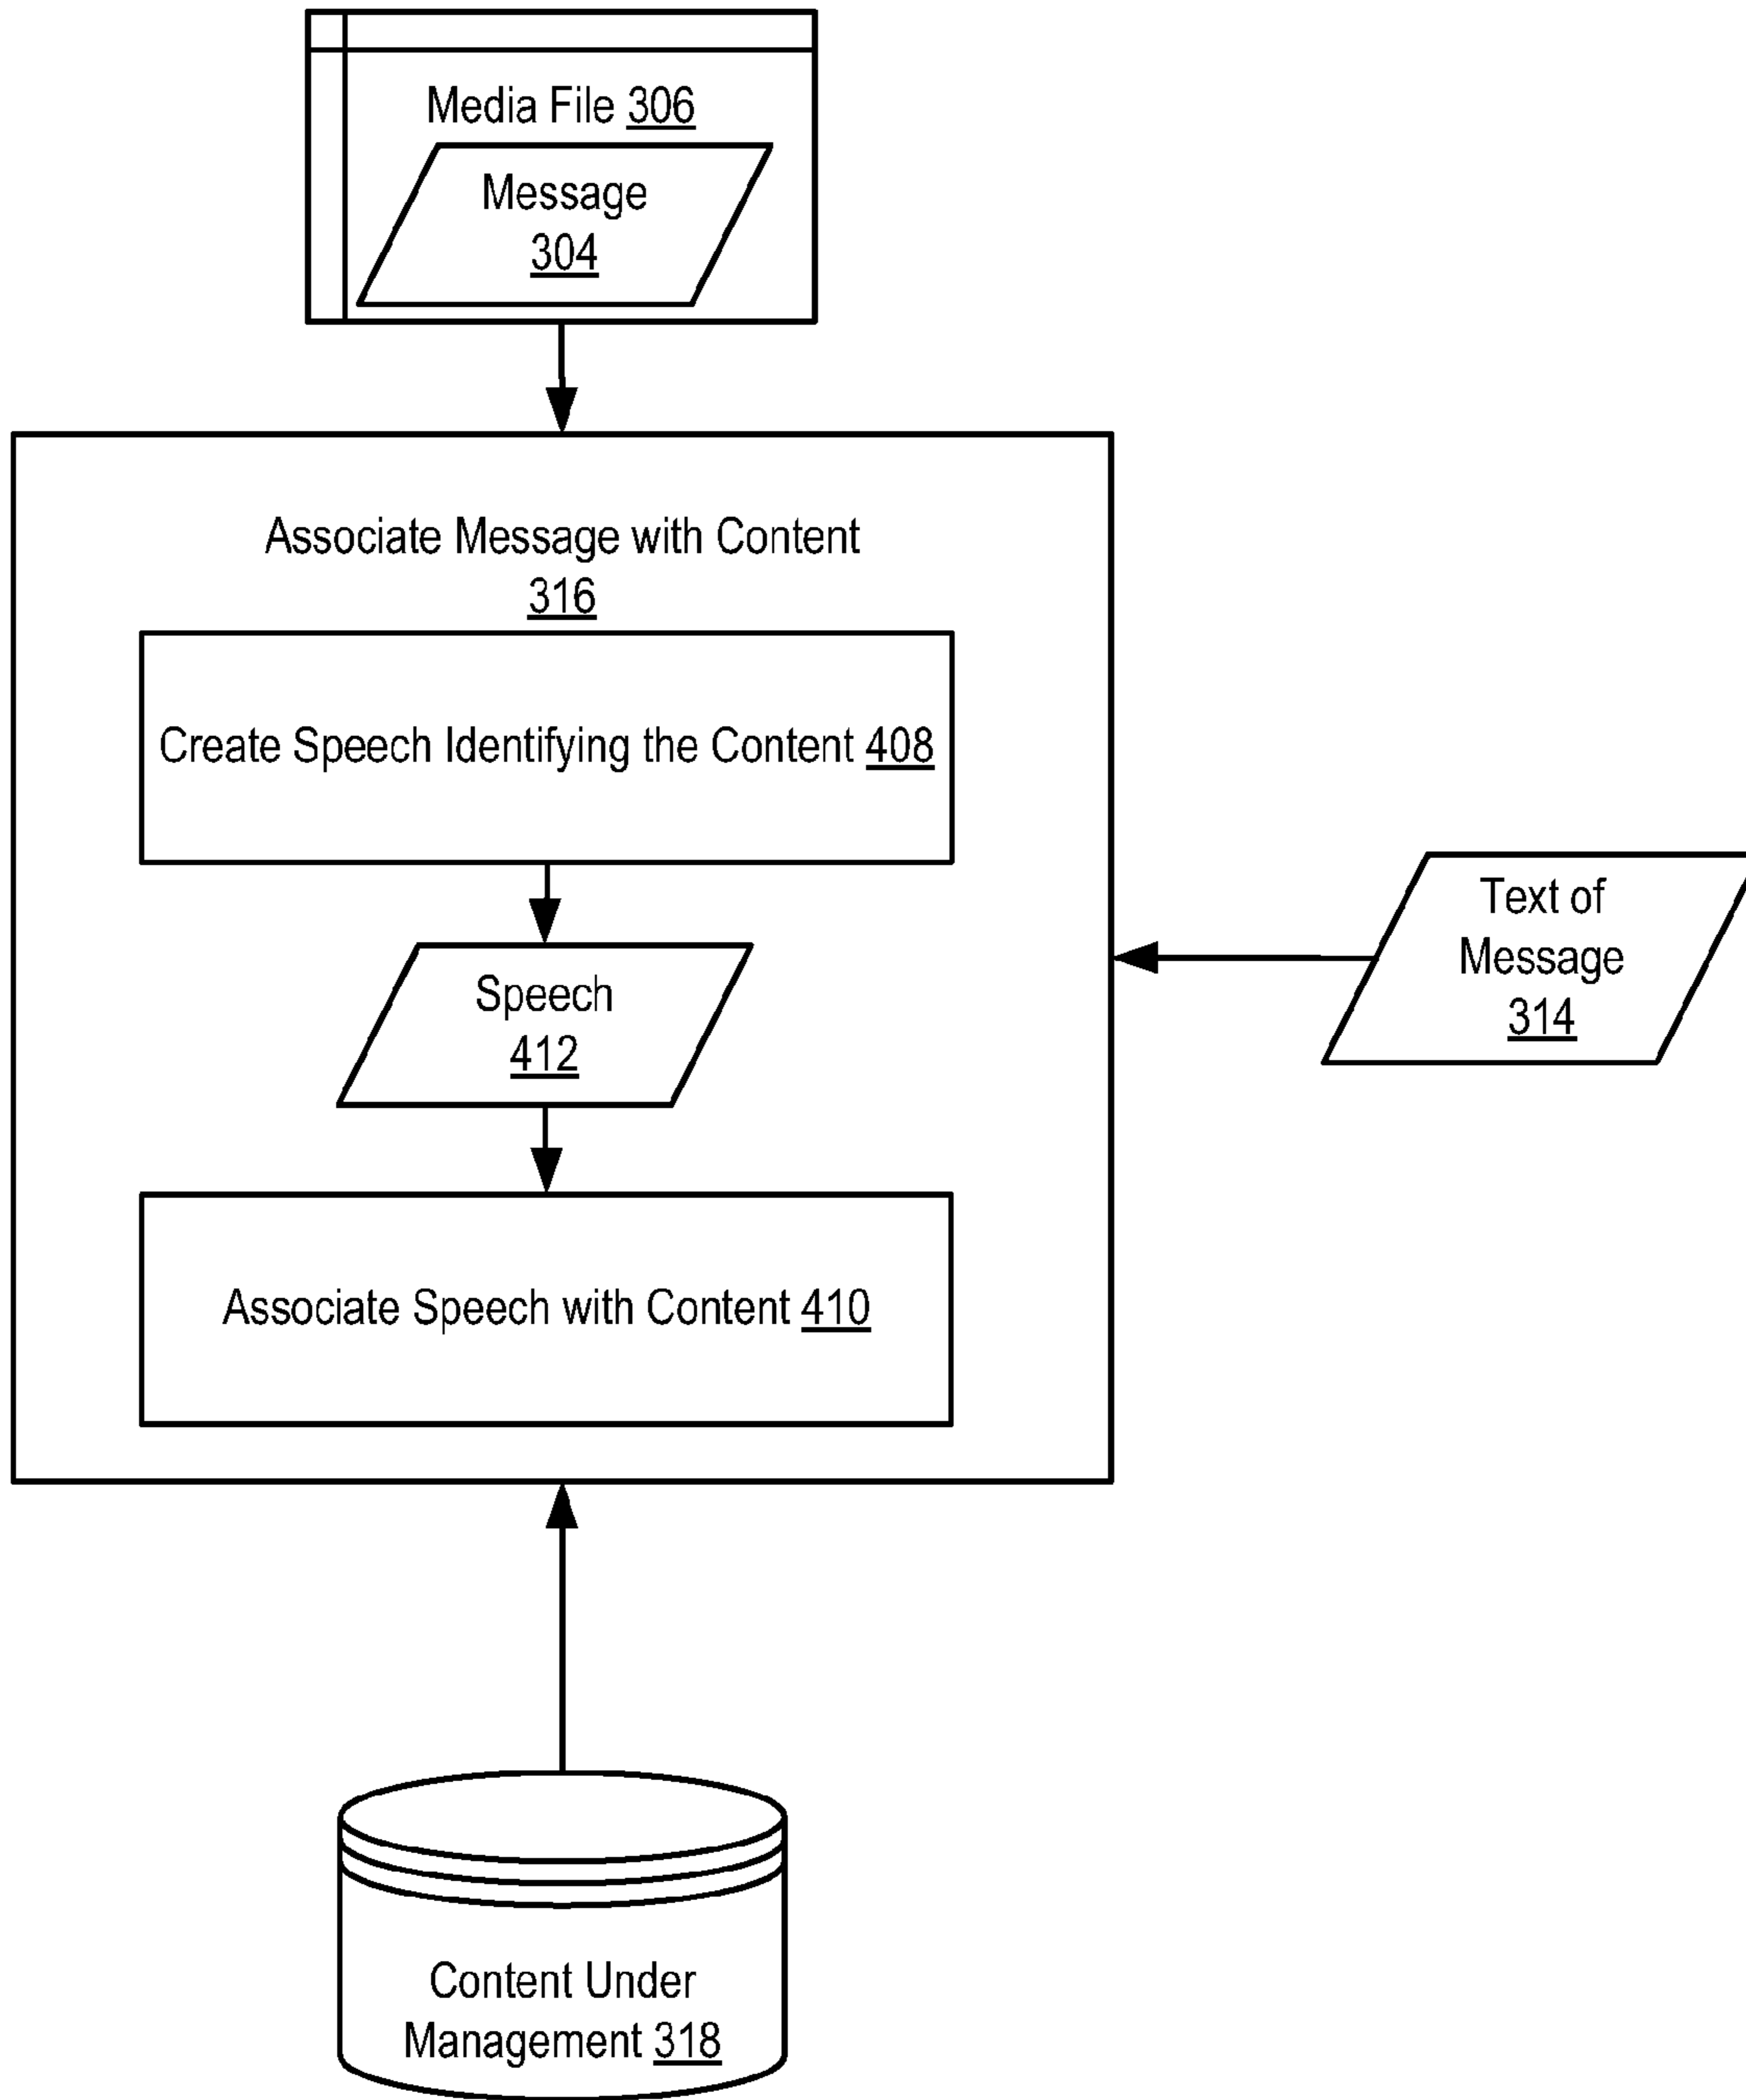 Media File 306
Message
304
Associate Message with Content
316
Create Speech Identifying the Content 408
Speech
412
Associate Speech with Content 410
Text of
Message
314
Content Under
Management 318